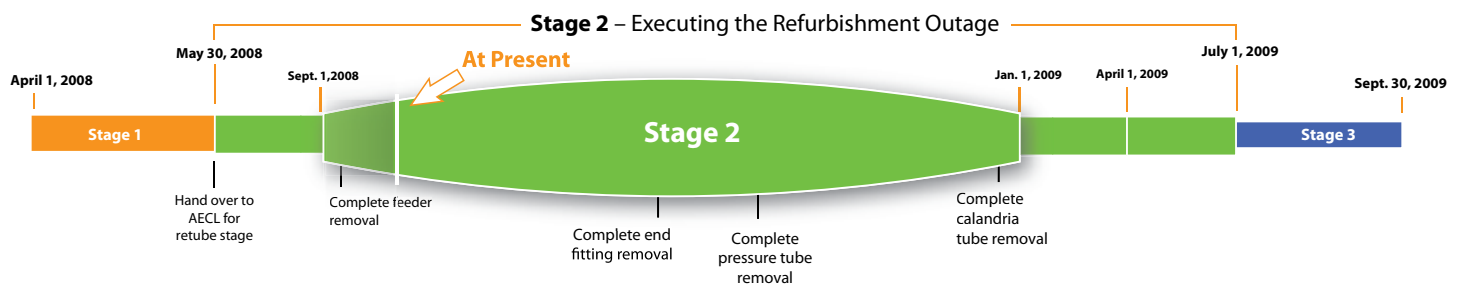 Stage 2 – Executing the Refurbishment Outage
May 30, 2008
July 1, 2009
At Present
April 1, 2008
Sept. 1,2008
Jan. 1, 2009
April 1, 2009
Sept. 30, 2009
Stage 1
Stage 2
Stage 3
Hand over to
AECL for
retube stage
Complete feeder
removal
Complete end
fitting removal
Complete
pressure tube
removal
Complete
calandria
tube removal